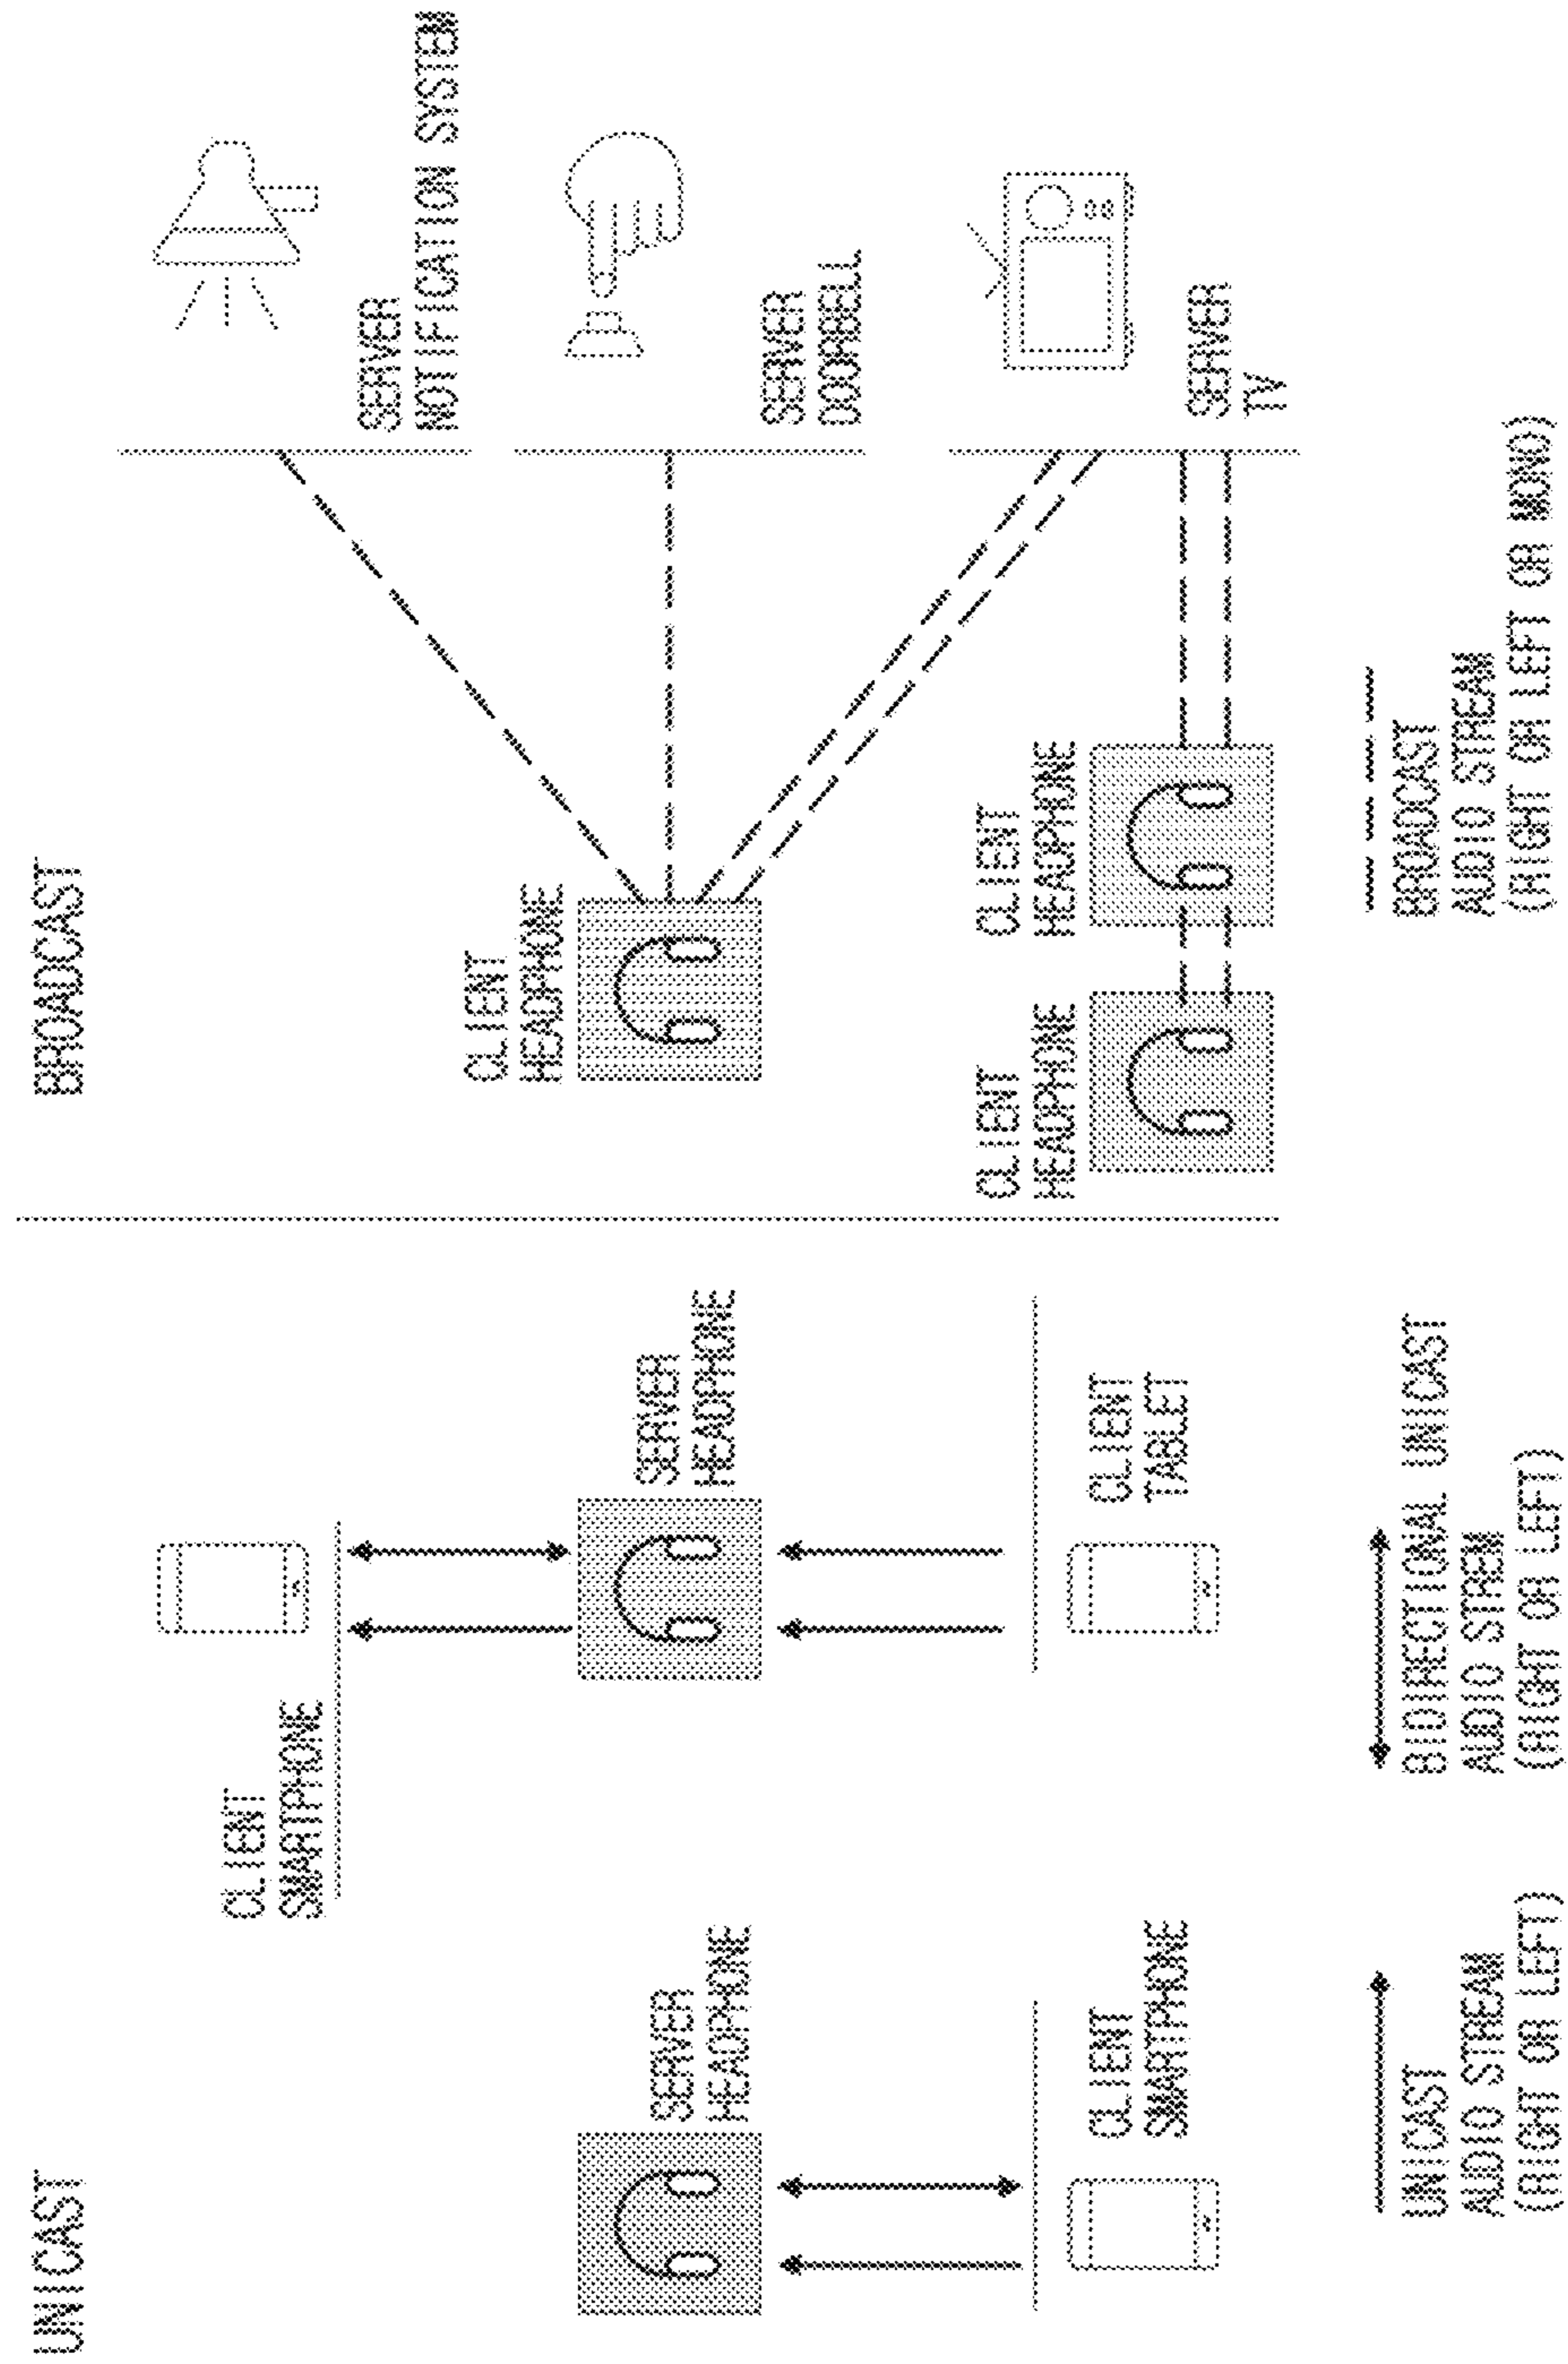 UNICAST
SERVER
HEADPHONE
CLIENT
SMARTPHONE
CLIENT
SMARTPHONE
SERVER
HEADPHONE
CLIENT
TABLET
UNICAST
AUDIO STREAM
(RIGHT OR LEFT)
BIDIRECTIONAL UNICAST
AUDIO STREM
(RIGHT OR LEFT)
BROADCAST
CLIENT
HEADPHONE
CLIENT
HEADPHONE
CLIENT
HEADPHONE
SERVER
NOTIFICATION SYSTEM
SERVER
DOORBELL
SERVER
TV
BROADCAST
AUDIO STREAM
(RIGHT OR LEFT OR MONO)